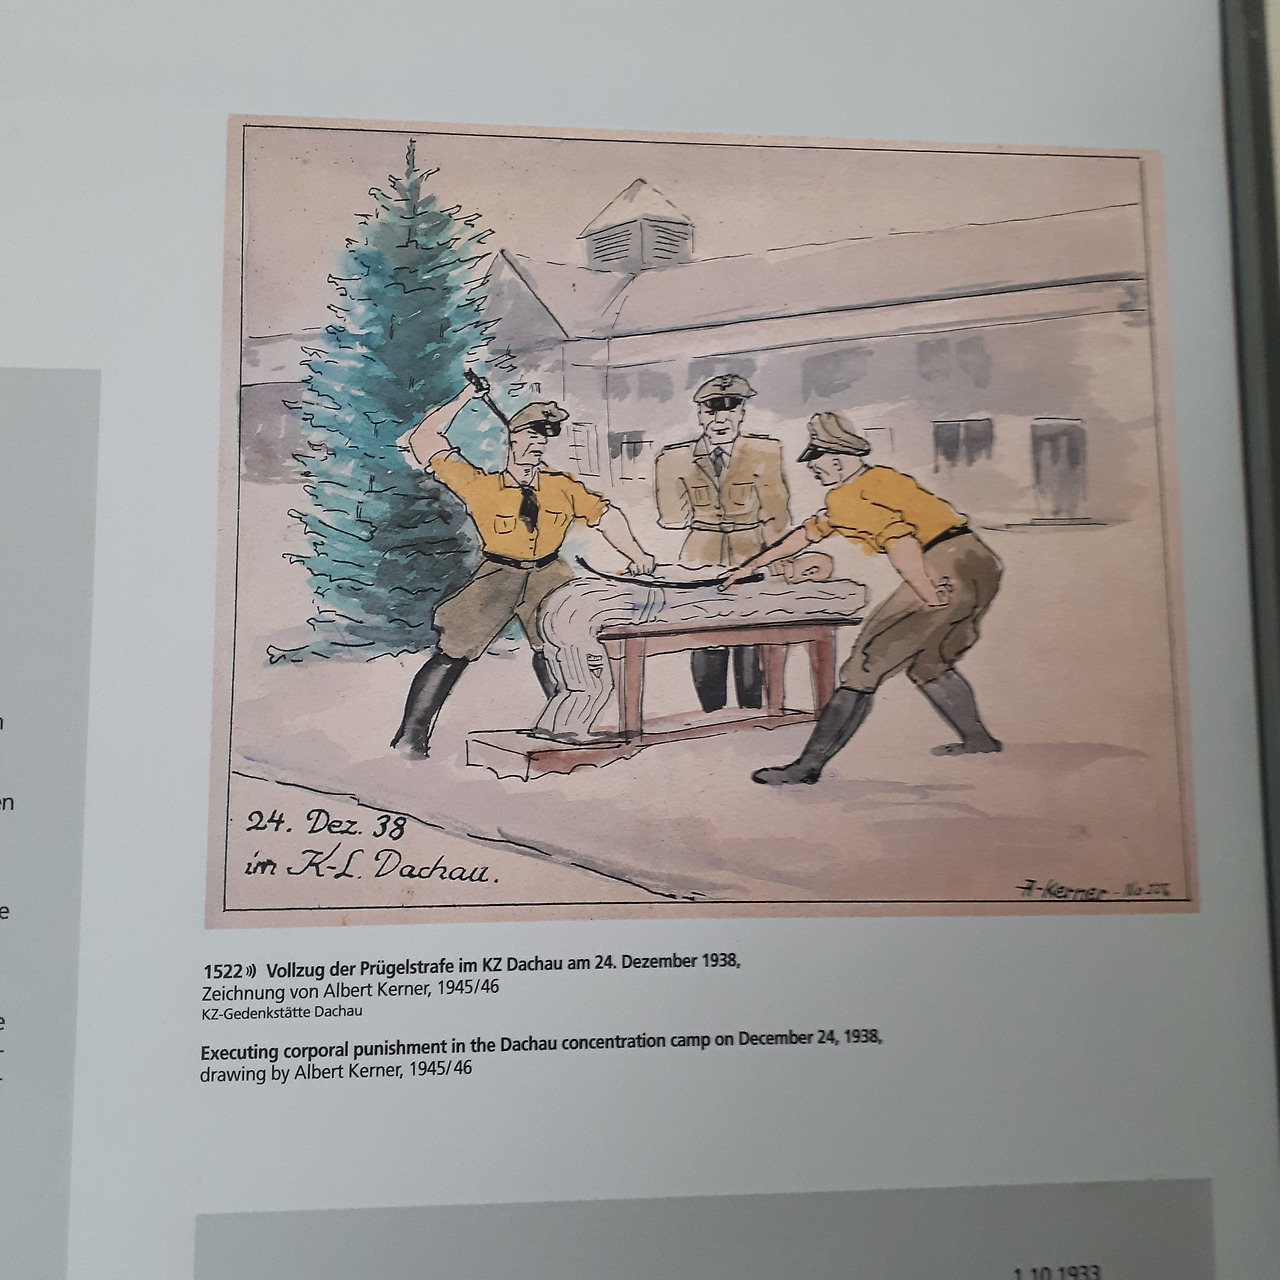 24. Dez. 38
im K-L. Dachau.
A-Kerner
1522 Vollzug der Prügelstrafe im KZ Dachau am 24. Dezember 1938,
Zeichnung von Albert Kerner, 1945/46
KZ-Gedenkstätte Dachau
Executing corporal punishment in the Dachau concentration camp on December 24, 1938,
drawing by Albert Kerner, 1945/46
1.10.1933